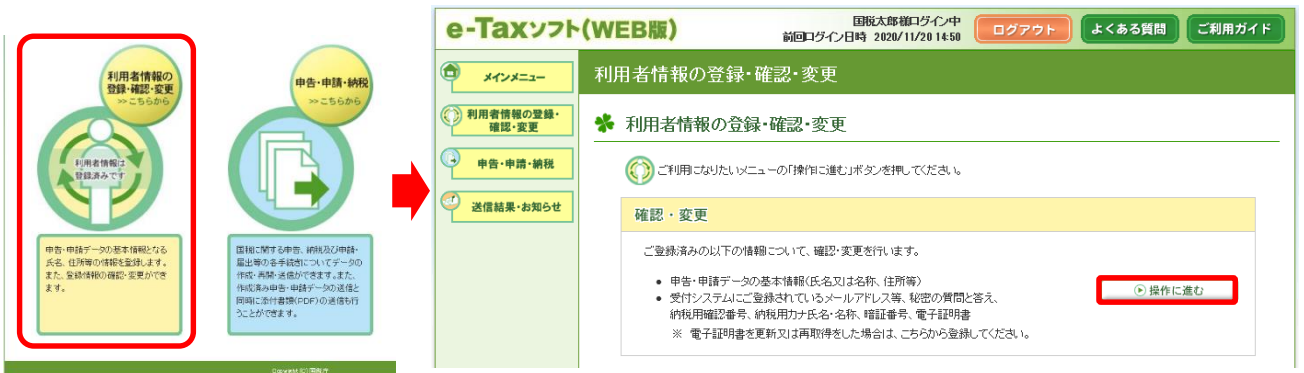 利用者情報の
登録・確認・変更
>>こちらから
利用者情報は
登録済みです
申告・申請データの基本情報となる
氏名、住所等の情報を登録します。
また、登録情報の確認・変更ができ
ます。
申告・申請・納税
>>こちらから
国税に関する申告、納税及び申請・
届出等の各手続きについてデータの
作成・再開・送信ができます。また、
作成済み申告・申請データの送信と
同時に添付書類(PDF)の送信も行
うことができます。
Copyright (C) 国税庁
e-Taxソフト(WEB版)
国税太郎様ログイン中
前回ログイン日時 2020/11/20 14:50
ログアウト
よくある質問
ご利用ガイド
メインメニュー
利用者情報の登録・
確認・変更
申告・申請・納税
送信結果・お知らせ
利用者情報の登録・確認・変更
利用者情報の登録・確認・変更
ご利用になりたいメニューの「操作に進む」ボタンを押してください。
確認・変更
ご登録済みの以下の情報について、確認・変更を行います。
● 申告・申請データの基本情報(氏名又は名称、住所等)
● 受付システムにご登録されているメールアドレス等、秘密の質問と答え、
納税用確認番号、納税用カナ氏名・名称、暗証番号、電子証明書
※ 電子証明書を更新又は再取得をした場合は、こちらから登録してください。
操作に進む